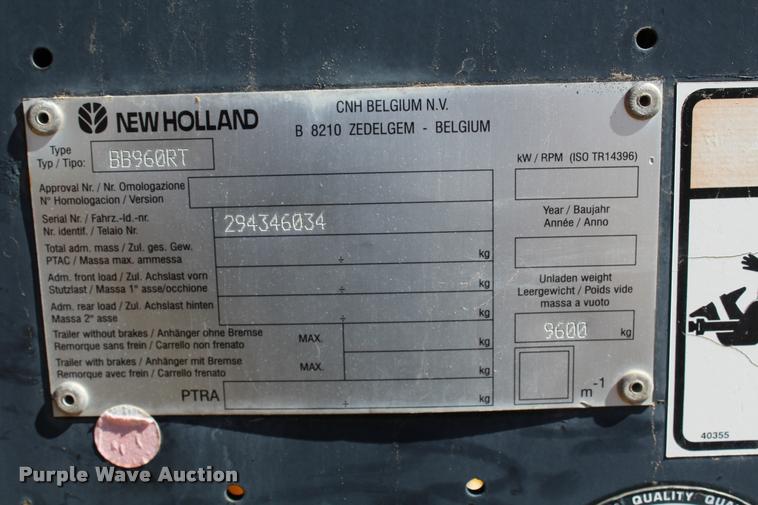 NEW HOLLAND
CNH BELGIUM N.V.
B 8210 ZEDELGEM - BELGIUM
Type
Typ / Tipo:
BB960RT
kW / RPM (ISO TR14396)
Approval Nr. / Nr. Omologazione
N° Homologacion / Version
Serial Nr. / Fahrz.-Id.-nr.
Nr. identif. / Telaio Nr.
294346034
Year / Baujahr
Année / Anno
Total adm. mass / Zul. ges. Gew.
PTAC / Massa max. ammessa
÷ kg
Adm. front load / Zul. Achslast vorn
Stutzlast / Massa 1° asse/occhione
÷ kg
Unladen weight
Leergewicht / Poids vide
massa a vuoto
9600 kg
Adm. rear load / Zul. Achslast hinten
Massa 2° asse
÷ kg
Trailer without brakes / Anhänger ohne Bremse
Remorque sans frein / Carrello non frenato
MAX.
kg
Trailer with brakes / Anhänger mit Bremse
Remorque avec frein / Carrello frenato
MAX.
kg
PTRA
÷ kg
m-1
40355
Purple Wave Auction
QUALITY